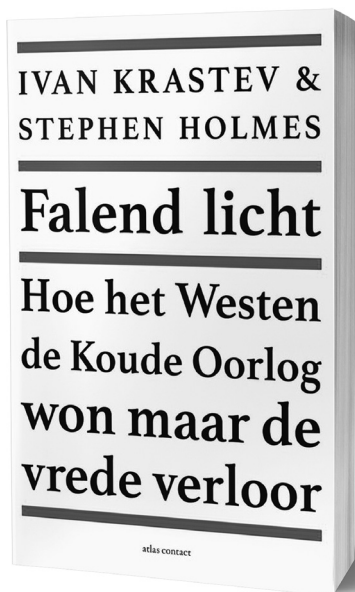 IVAN KRASTEV &
STEPHEN HOLMES
Falend licht
Hoe het Westen
de Koude Oorlog
won maar de
vrede verloor
atlas contact